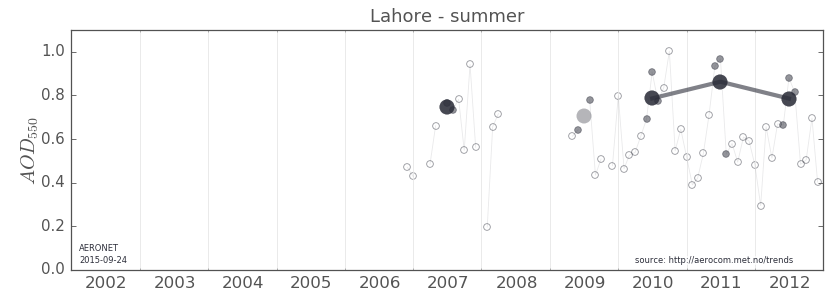 Lahore - summer
AOD550
1.0
0.8
0.6
0.4
0.2
0.0
AERONET
2015-09-24
source: http://aerocom.met.no/trends
2002 2003 2004 2005 2006 2007 2008 2009 2010 2011 2012